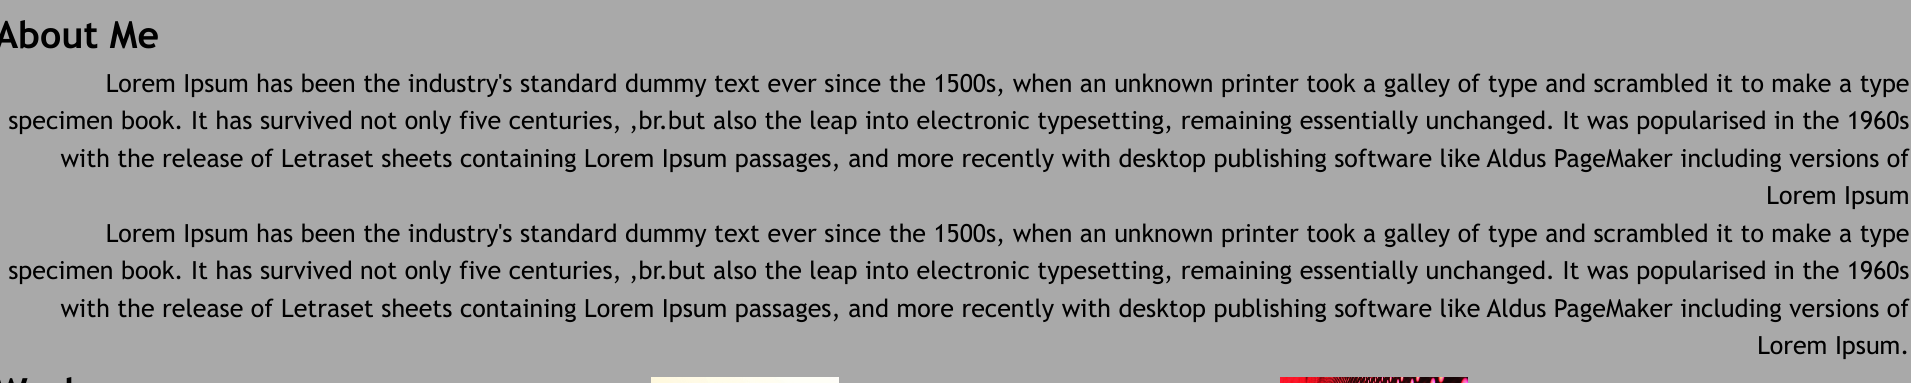 About Me
Lorem Ipsum has been the industry's standard dummy text ever since the 1500s, when an unknown printer took a galley of type and scrambled it to make a type
specimen book. It has survived not only five centuries, ,br.but also the leap into electronic typesetting, remaining essentially unchanged. It was popularised in the 1960s
with the release of Letraset sheets containing Lorem Ipsum passages, and more recently with desktop publishing software like Aldus PageMaker including versions of
Lorem Ipsum
Lorem Ipsum has been the industry's standard dummy text ever since the 1500s, when an unknown printer took a galley of type and scrambled it to make a type
specimen book. It has survived not only five centuries, ,br.but also the leap into electronic typesetting, remaining essentially unchanged. It was popularised in the 1960s
with the release of Letraset sheets containing Lorem Ipsum passages, and more recently with desktop publishing software like Aldus PageMaker including versions of
Lorem Ipsum.